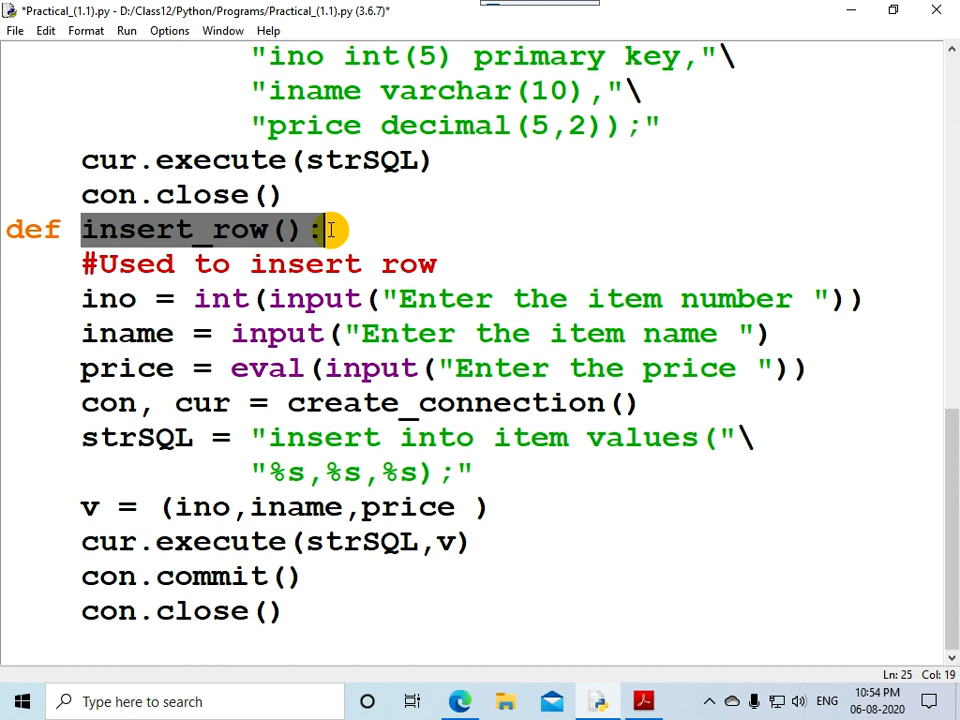 *Practical_(1.1).py - D:/Class12/Python/Programs/Practical_(1.1).py (3.6.7)*
File Edit Format Run Options Window Help
"ino int(5) primary key,"\
"iname varchar(10),"\
"price decimal(5,2));"
cur.execute(strSQL)
con.close()
def insert_row():
#Used to insert row
ino = int(input("Enter the item number "))
iname = input("Enter the item name ")
price = eval(input("Enter the price "))
con, cur = create_connection()
strSQL = "insert into item values("\
"%s,%s,%s);"
v = (ino,iname,price )
cur.execute(strSQL,v)
con.commit()
con.close()
Ln: 25 Col: 19
Type here to search
ENG
10:54 PM
06-08-2020